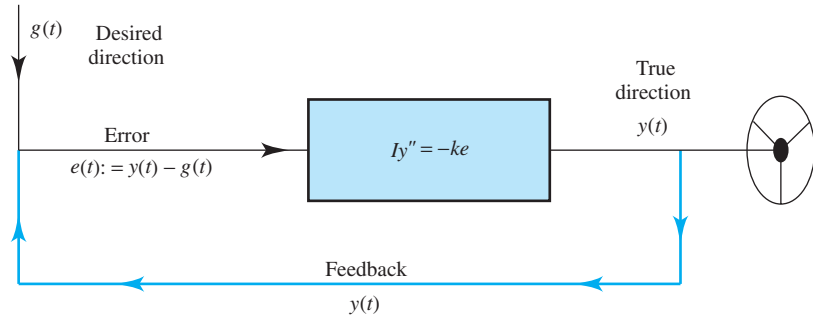 g(t)
Desired
direction
Error
e(t): = y(t) − g(t)
Iy″ = −ke
True
direction
y(t)
Feedback
y(t)